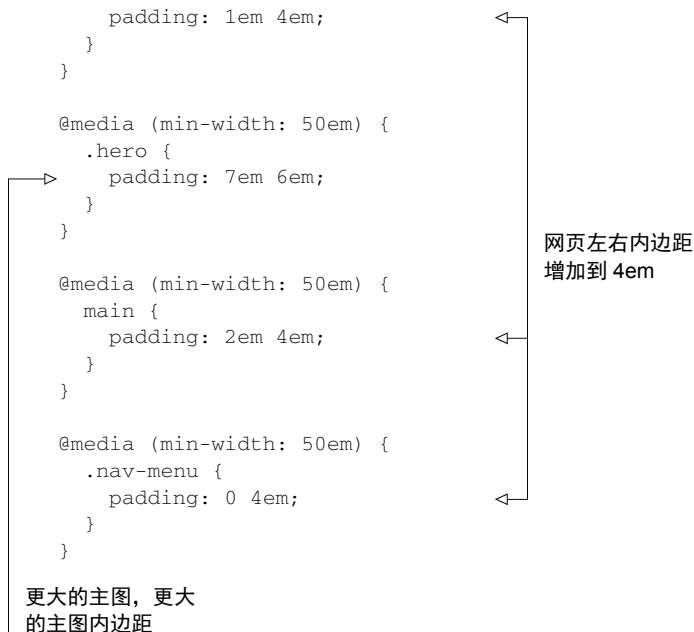 padding: 1em 4em;
  }
}

@media (min-width: 50em) {
  .hero {
    padding: 7em 6em;
  }
}

网页左右内边距
增加到 4em

@media (min-width: 50em) {
  main {
    padding: 2em 4em;
  }
}

@media (min-width: 50em) {
  .nav-menu {
    padding: 0 4em;
  }
}

更大的主图，更大
的主图内边距